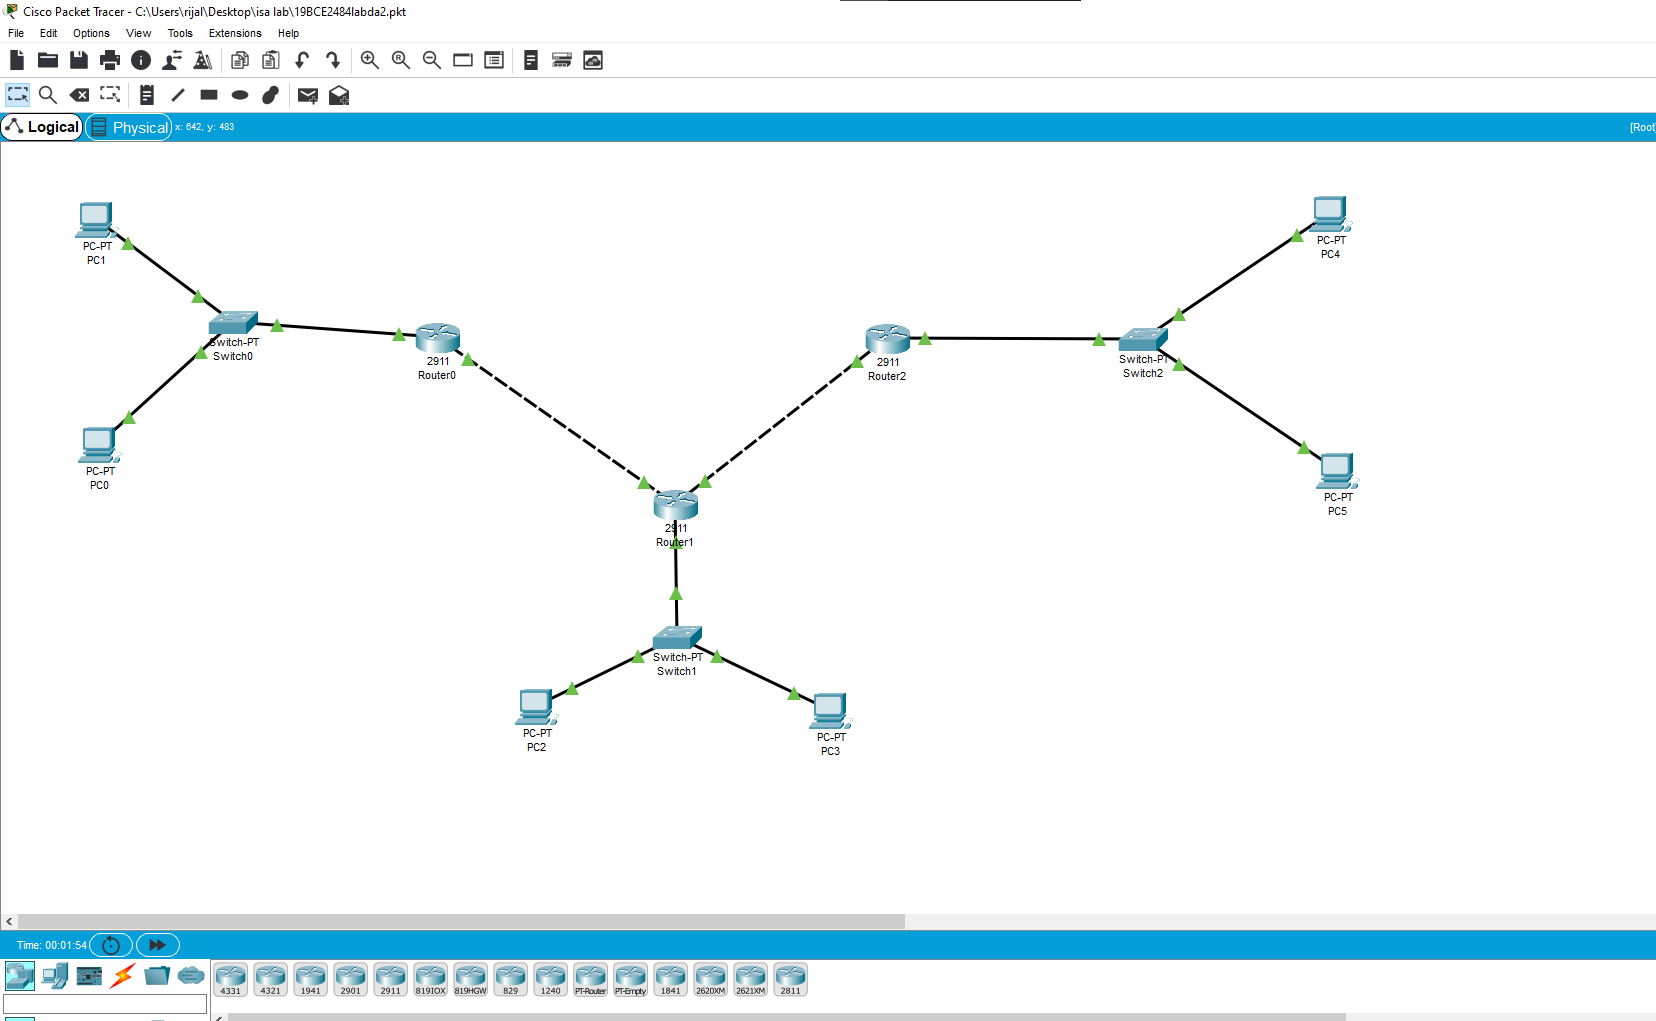 Cisco Packet Tracer - C:\Users\rijal\Desktop\isa lab\19BCE2484labda2.pkt
File Edit Options View Tools Extensions Help
Logical Physical x: 642, y: 483 [Root]
PC-PT
PC1
Switch-PT
Switch0
PC-PT
PC0
2911
Router0
2911
Router2
Switch-PT
Switch2
PC-PT
PC4
PC-PT
PC5
2911
Router1
Switch-PT
Switch1
PC-PT
PC2
PC-PT
PC3
Time: 00:01:54
4331 4321 1941 2901 2911 819IOX 819HGW 829 1240 PT-Router PT-Empty 1841 2620XM 2621XM 2811